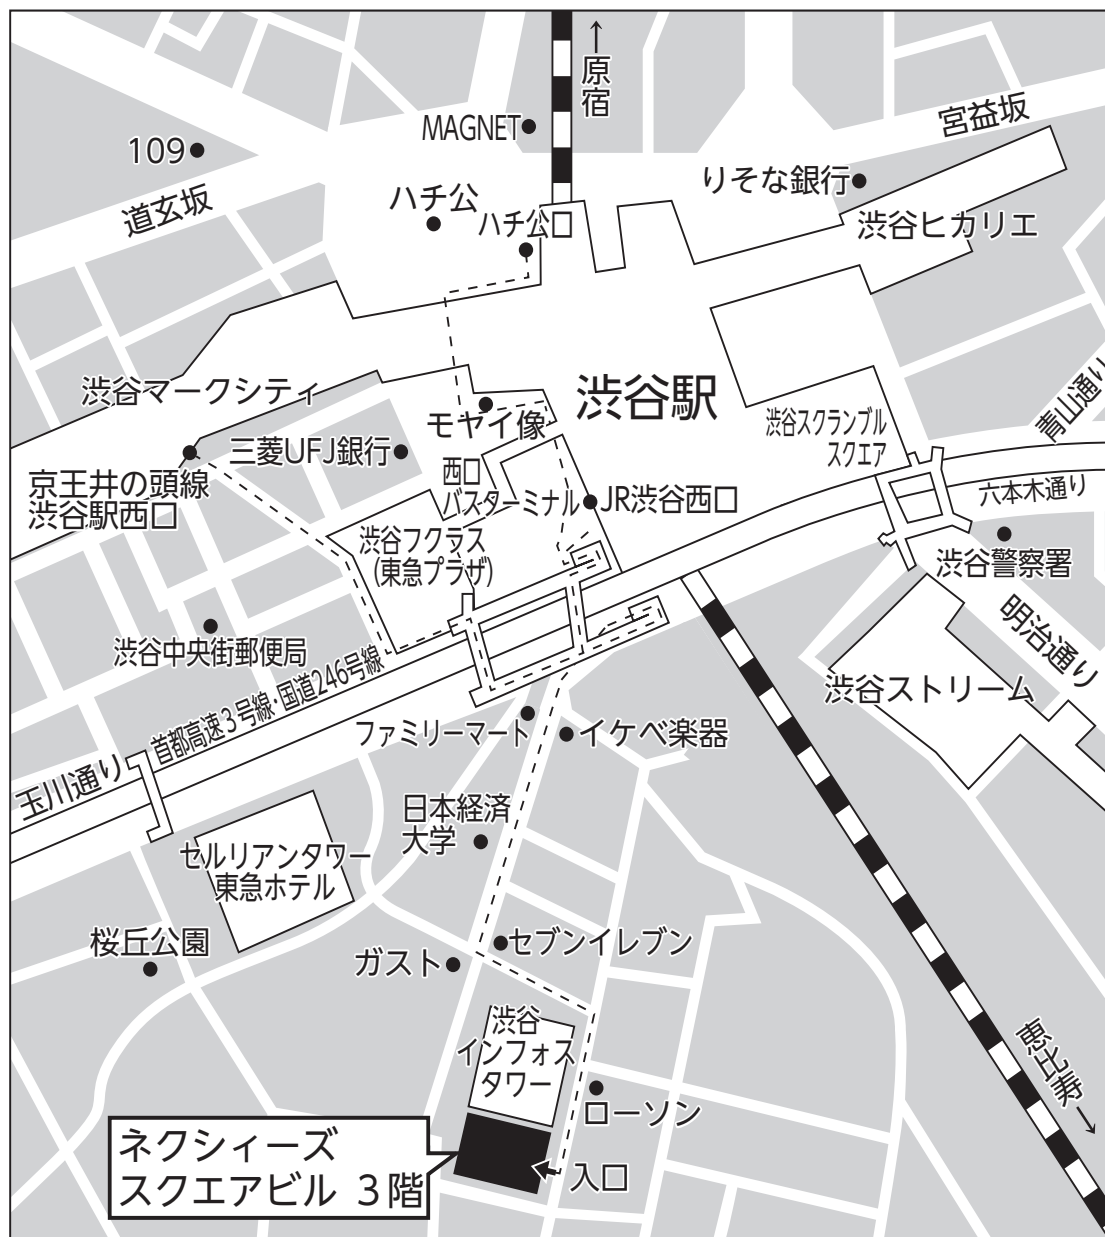 ↑
原宿
MAGNET
宮益坂
109
りそな銀行
道玄坂
ハチ公
ハチ公口
渋谷ヒカリエ
渋谷マークシティ
渋谷駅
モヤイ像
渋谷スクランブル
スクエア
青山通り
三菱UFJ銀行
西口
バスターミナル
京王井の頭線
渋谷駅西口
JR渋谷西口
六本木通り
渋谷フクラス
(東急プラザ)
渋谷警察署
渋谷中央街郵便局
明治通り
首都高速3号線・国道246号線
渋谷ストリーム
ファミリーマート
イケベ楽器
玉川通り
日本経済
大学
セルリアンタワー
東急ホテル
桜丘公園
セブンイレブン
ガスト
渋谷
インフォス
タワー
恵比寿
↓
ローソン
ネクシィーズ
スクエアビル 3階
入口